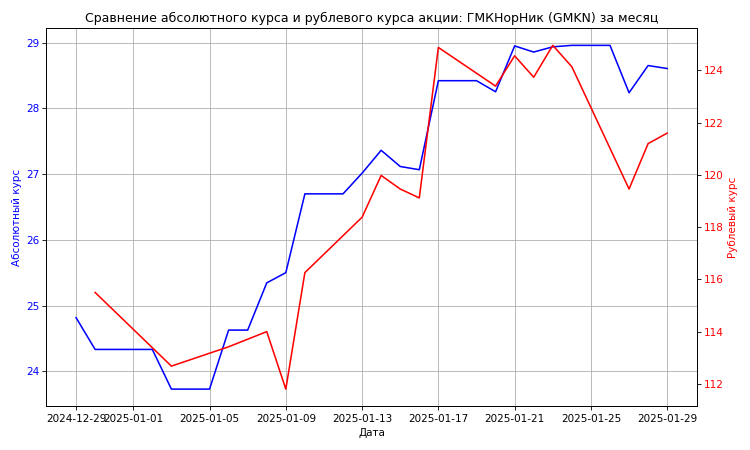 Сравнение абсолютного курса и рублевого курса акции: ГМКНорНик (GMKN) за месяц
29
28
27
26
25
24
Абсолютный курс
124
122
120
118
116
114
112
Рублевый курс
2024-12-29 2025-01-01 2025-01-05 2025-01-09 2025-01-13 2025-01-17 2025-01-21 2025-01-25 2025-01-29
Дата